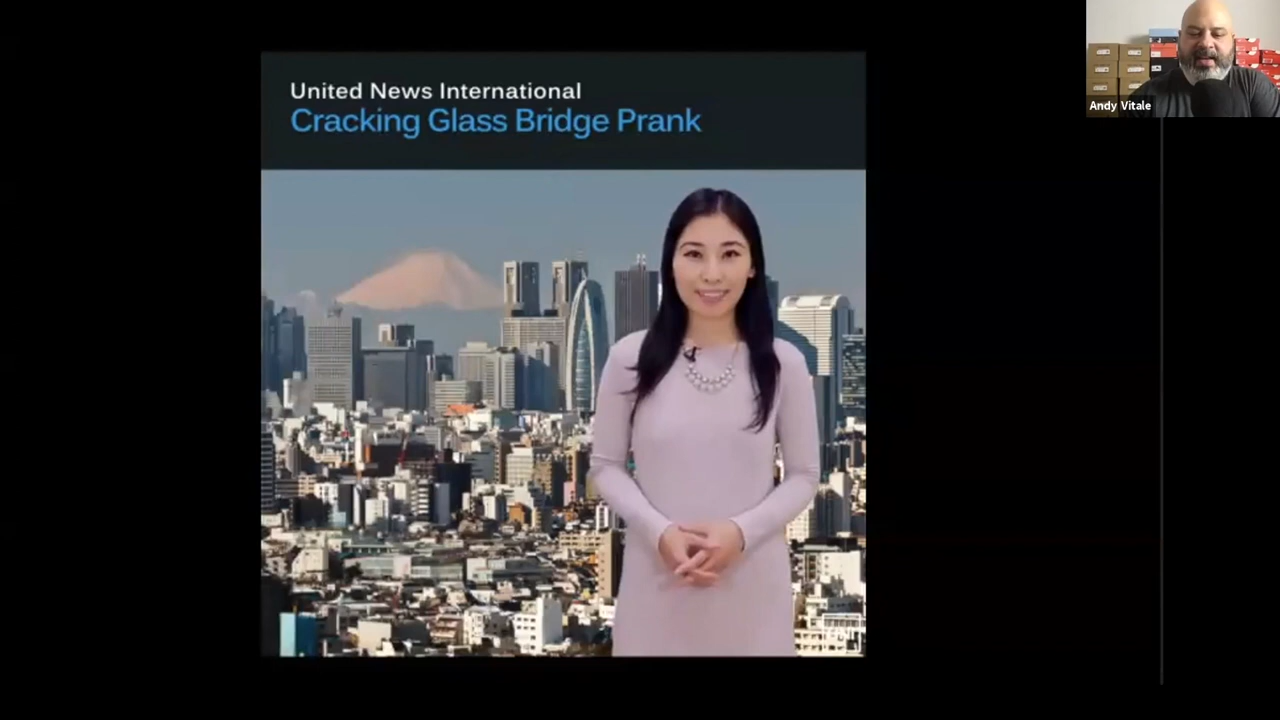 United News International
Cracking Glass Bridge Prank
Andy Vitale